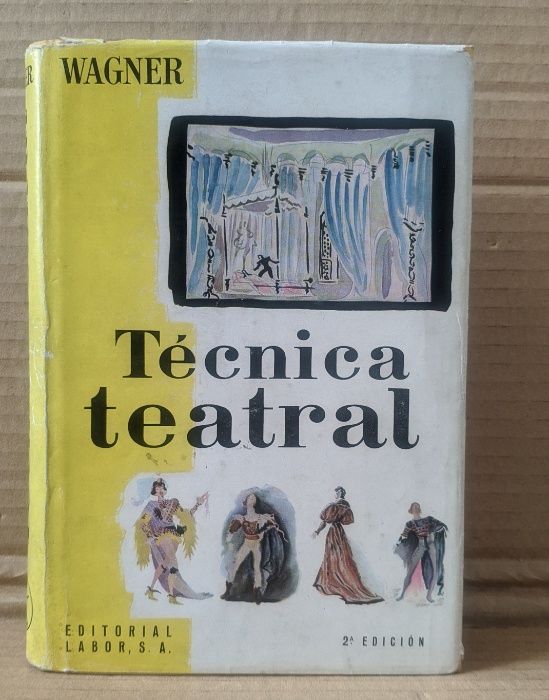 WAGNER
Técnica
teatral
EDITORIAL
LABOR, S. A.
2ª EDICIÓN